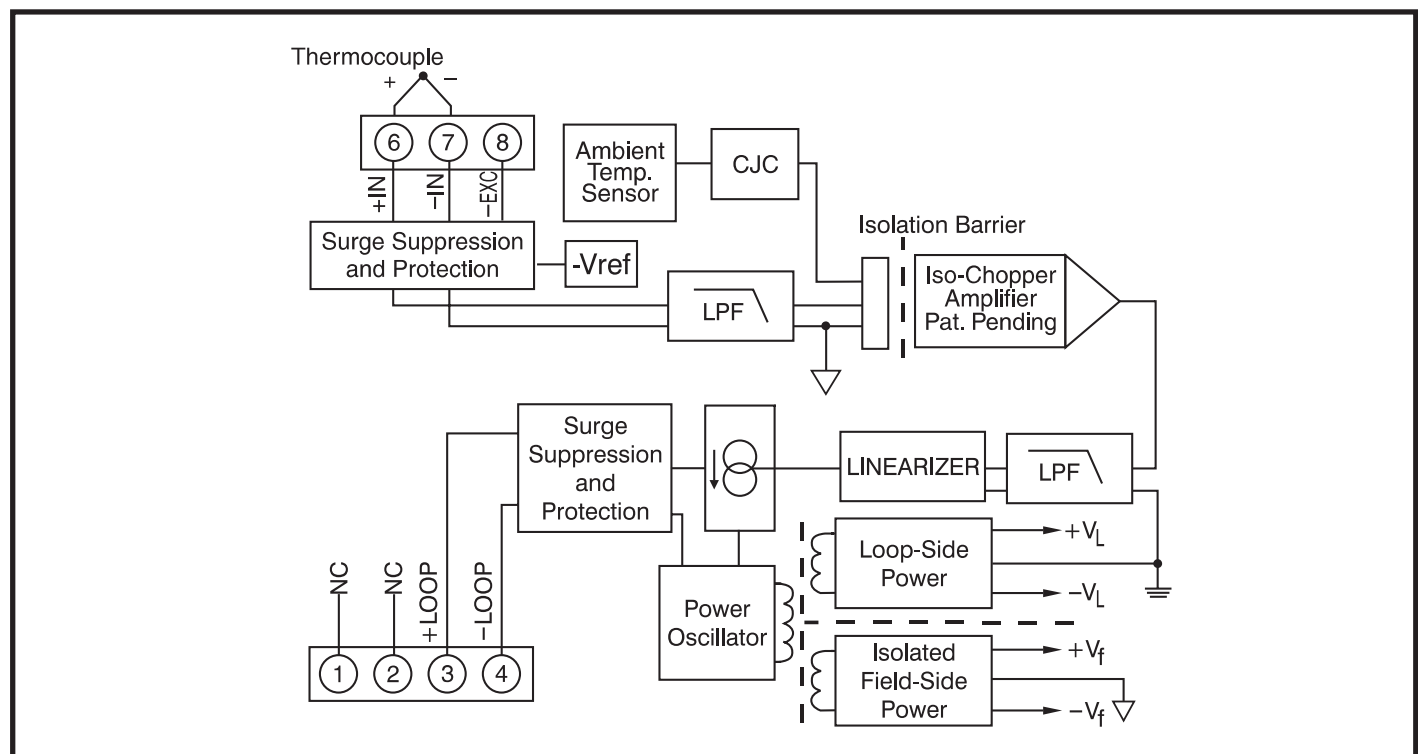 Thermocouple
+ −
6 7 8
+IN
−IN
−EXC
Surge Suppression
and Protection
-Vref
Ambient
Temp.
Sensor
CJC
LPF
Isolation Barrier
Iso-Chopper
Amplifier
Pat. Pending
Surge
Suppression
and
Protection
LINEARIZER
LPF
Loop-Side
Power
+VL
−VL
Power
Oscillator
Isolated
Field-Side
Power
+Vf
−Vf
NC
NC
+LOOP
−LOOP
1 2 3 4